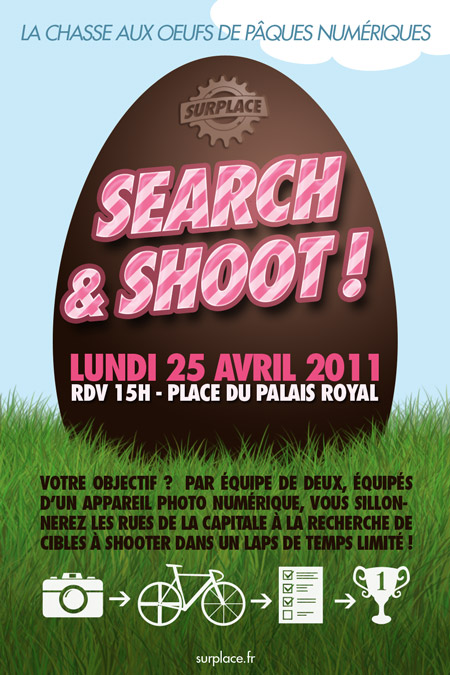 LA CHASSE AUX OEUFS DE PÂQUES NUMÉRIQUES
SURPLACE
SEARCH
& SHOOT !
LUNDI 25 AVRIL 2011
RDV 15H - PLACE DU PALAIS ROYAL
VOTRE OBJECTIF ? PAR ÉQUIPE DE DEUX, ÉQUIPÉS
D'UN APPAREIL PHOTO NUMÉRIQUE, VOUS SILLON-
NEREZ LES RUES DE LA CAPITALE À LA RECHERCHE DE
CIBLES À SHOOTER DANS UN LAPS DE TEMPS LIMITÉ !
1
surplace.fr